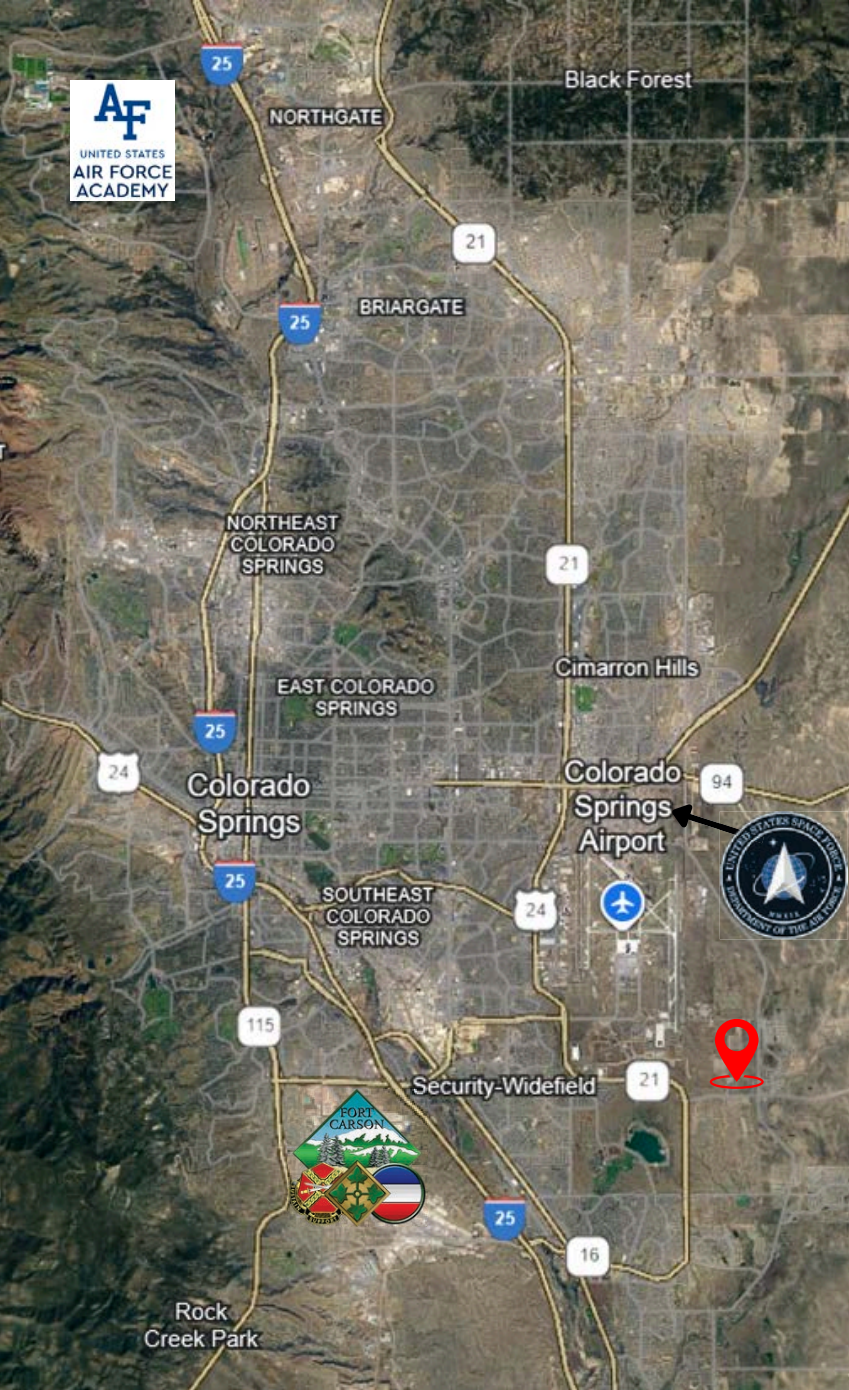 25
Black Forest
AF
UNITED STATES
AIR FORCE
ACADEMY
NORTHGATE
21
25
BRIARGATE
NORTHEAST
COLORADO
SPRINGS
21
Cimarron Hills
EAST COLORADO
SPRINGS
25
24
Colorado
Springs
Colorado
Springs
Airport
94
UNITED STATES SPACE FORCE
DEPARTMENT OF THE AIR FORCE
MMXIX
25
SOUTHEAST
COLORADO
SPRINGS
24
115
Security-Widefield
21
FORT
CARSON
SUPPORT
25
16
Rock
Creek Park